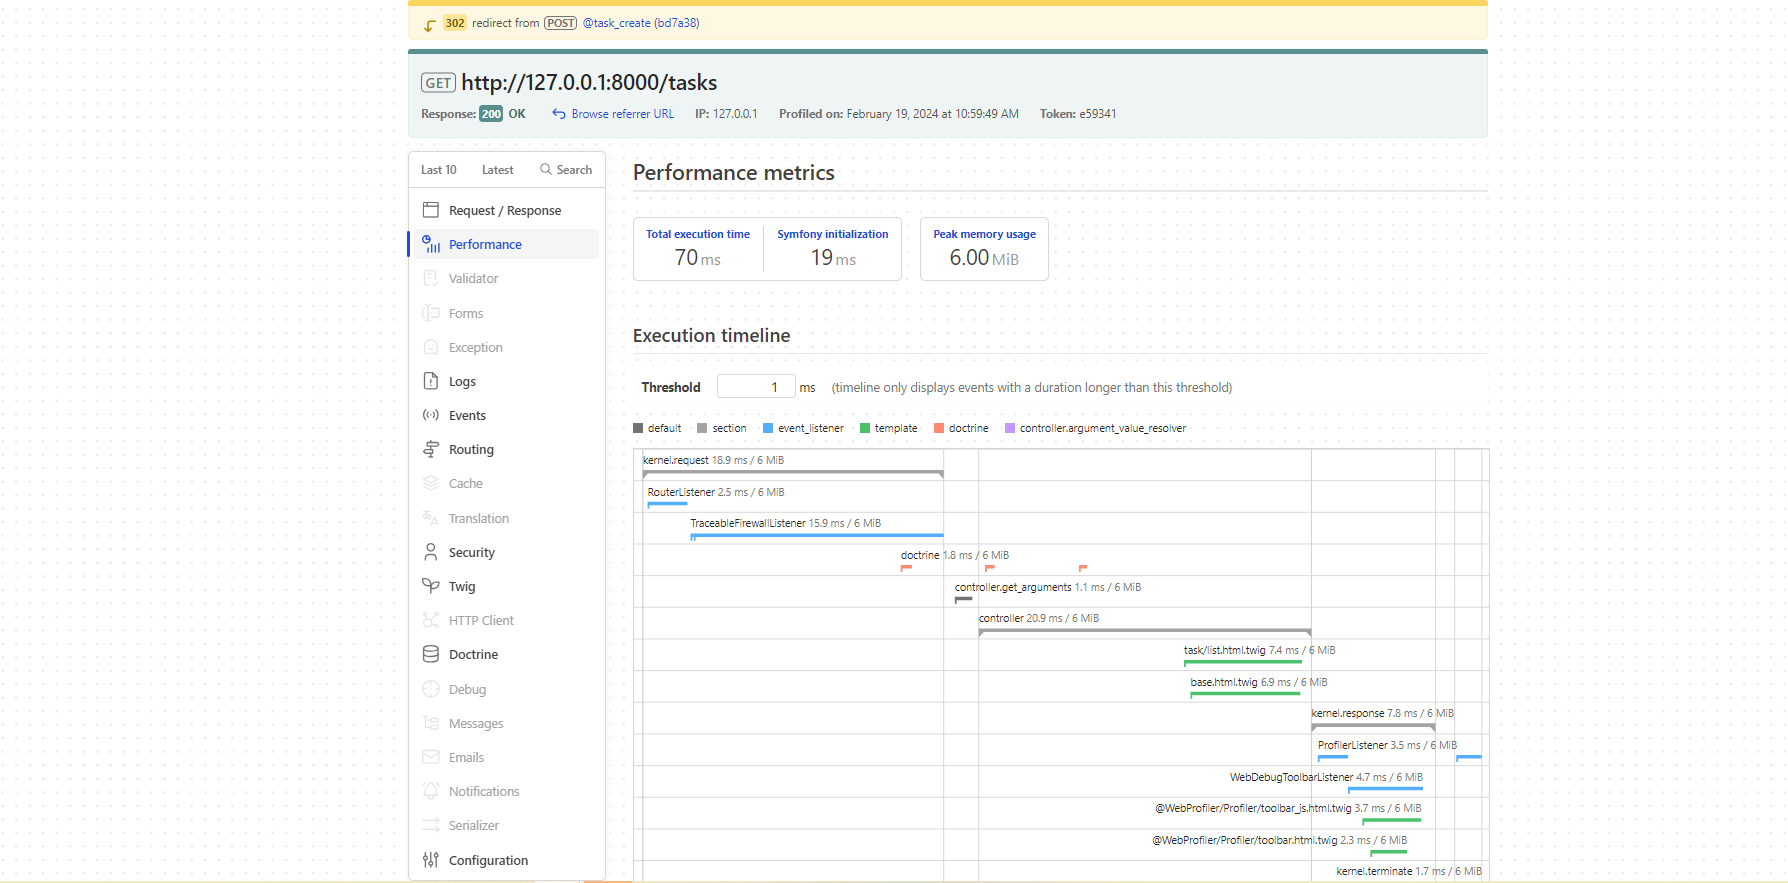 302 redirect from POST @task_create (bd7a38)
GET http://127.0.0.1:8000/tasks
Response: 200 OK Browse referrer URL IP: 127.0.0.1 Profiled on: February 19, 2024 at 10:59:49 AM Token: e59341
Last 10 Latest Search
Request / Response
Performance
Validator
Forms
Exception
Logs
Events
Routing
Cache
Translation
Security
Twig
HTTP Client
Doctrine
Debug
Messages
Emails
Notifications
Serializer
Configuration
Performance metrics
Total execution time Symfony initialization Peak memory usage
70 ms 19 ms 6.00 MiB
Execution timeline
Threshold 1 ms (timeline only displays events with a duration longer than this threshold)
default section event_listener template doctrine controller.argument_value_resolver
kernel.request 18.9 ms / 6 MiB
RouterListener 2.5 ms / 6 MiB
TraceableFirewallListener 15.9 ms / 6 MiB
doctrine 1.8 ms / 6 MiB
controller.get_arguments 1.1 ms / 6 MiB
controller 20.9 ms / 6 MiB
task/list.html.twig 7.4 ms / 6 MiB
base.html.twig 6.9 ms / 6 MiB
kernel.response 7.8 ms / 6 MiB
ProfilerListener 3.5 ms / 6 MiB
WebDebugToolbarListener 4.7 ms / 6 MiB
@WebProfiler/Profiler/toolbar_js.html.twig 3.7 ms / 6 MiB
@WebProfiler/Profiler/toolbar.html.twig 2.3 ms / 6 MiB
kernel.terminate 1.7 ms / 6 MiB